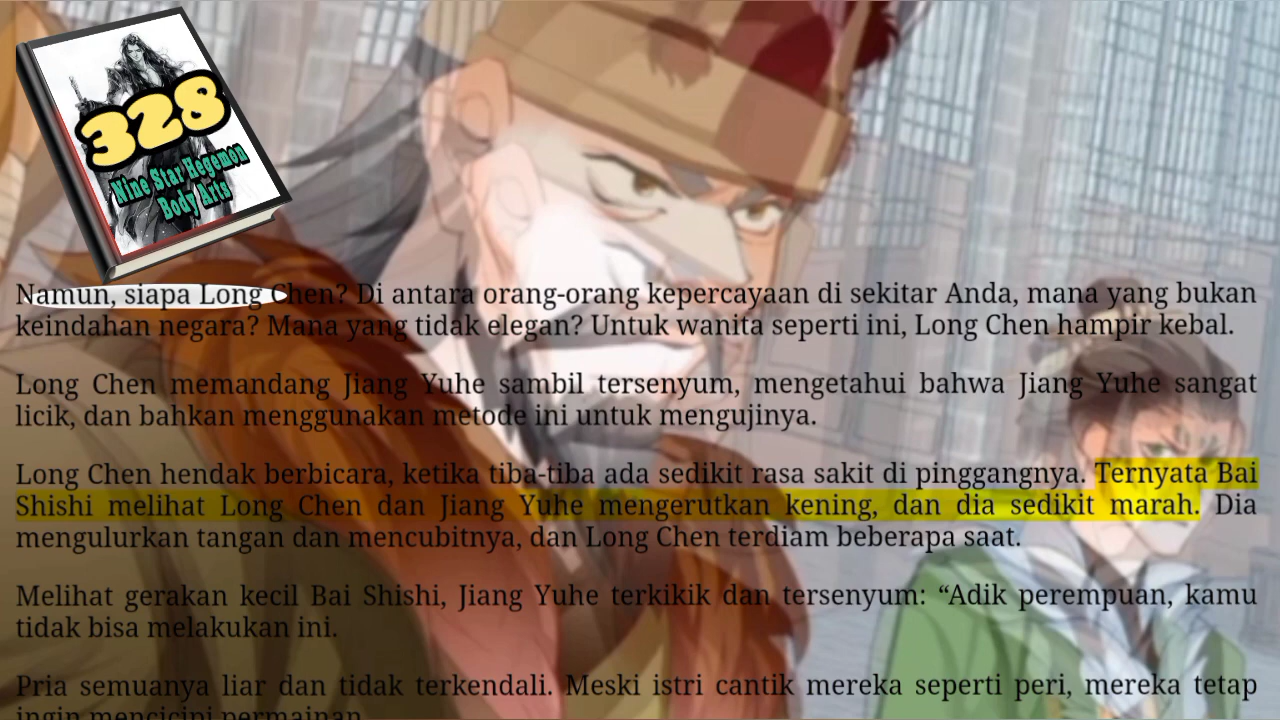 328
Nine Star Hegemon
Body Arts
Namun, siapa Long Chen? Di antara orang-orang kepercayaan di sekitar Anda, mana yang bukan
keindahan negara? Mana yang tidak elegan? Untuk wanita seperti ini, Long Chen hampir kebal.
Long Chen memandang Jiang Yuhe sambil tersenyum, mengetahui bahwa Jiang Yuhe sangat
licik, dan bahkan menggunakan metode ini untuk mengujinya.
Long Chen hendak berbicara, ketika tiba-tiba ada sedikit rasa sakit di pinggangnya. Ternyata Bai
Shishi melihat Long Chen dan Jiang Yuhe mengerutkan kening, dan dia sedikit marah. Dia
mengulurkan tangan dan mencubitnya, dan Long Chen terdiam beberapa saat.
Melihat gerakan kecil Bai Shishi, Jiang Yuhe terkikik dan tersenyum: “Adik perempuan, kamu
tidak bisa melakukan ini.
Pria semuanya liar dan tidak terkendali. Meski istri cantik mereka seperti peri, mereka tetap
ingin mencicipi permainan